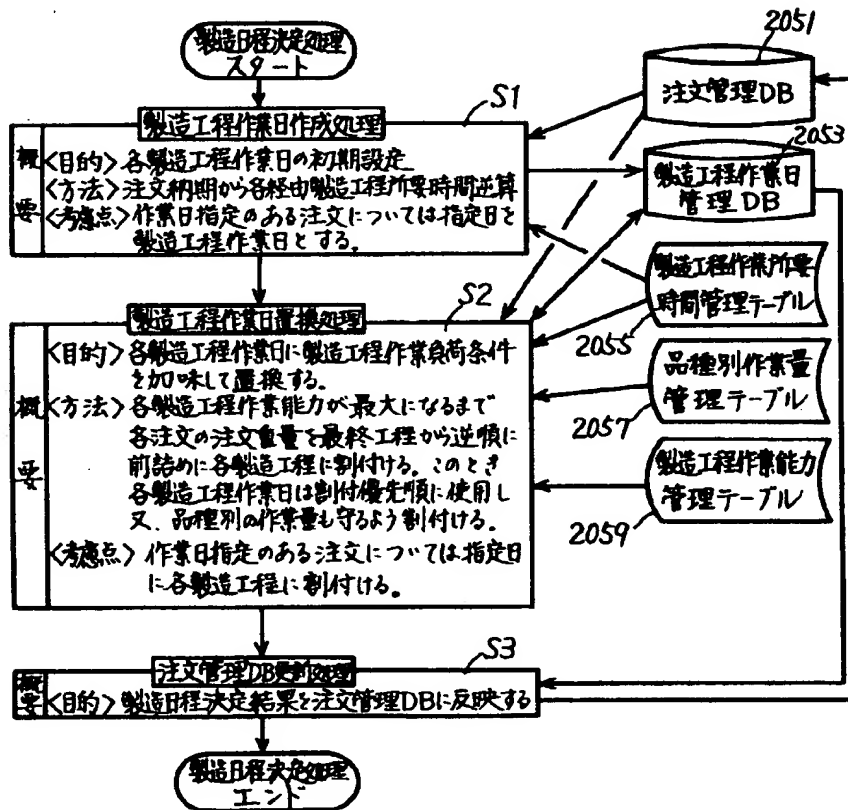 製造日程決定処理
スタート
2051
注文管理DB
S1
製造工程作業日作成処理
概要
<目的> 各製造工程作業日の初期設定
<方法> 注文納期から各経由製造工程所要時間逆算
<考慮点> 作業日指定のある注文については指定日を
製造工程作業日とする。
2053
製造工程作業日
管理DB
S2
製造工程作業日置換処理
概要
<目的> 各製造工程作業日に製造工程作業負荷条件
を加味して置換する。
<方法> 各製造工程作業能力が最大になるまで
各注文の注文重量を最終工程から逆順に
前詰めに各製造工程に割付ける。このとき
各製造工程作業日は割付優先順に使用し
又、品種別の作業量も守るよう割付ける。
<考慮点> 作業日指定のある注文については指定日
に各製造工程に割付ける。
製造工程作業所要
時間管理テーブル
2055
品種別作業量
管理テーブル
2057
製造工程作業能力
管理テーブル
2059
S3
注文管理DB更新処理
概要
<目的> 製造日程決定結果を注文管理DBに反映する
製造日程決定処理
エンド